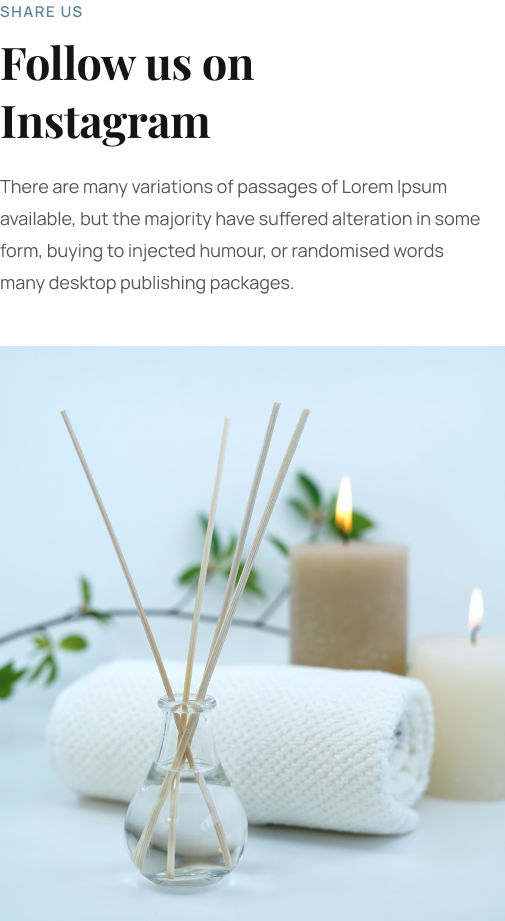 SHARE US
Follow us on
Instagram
There are many variations of passages of Lorem Ipsum
available, but the majority have suffered alteration in some
form, buying to injected humour, or randomised words
many desktop publishing packages.